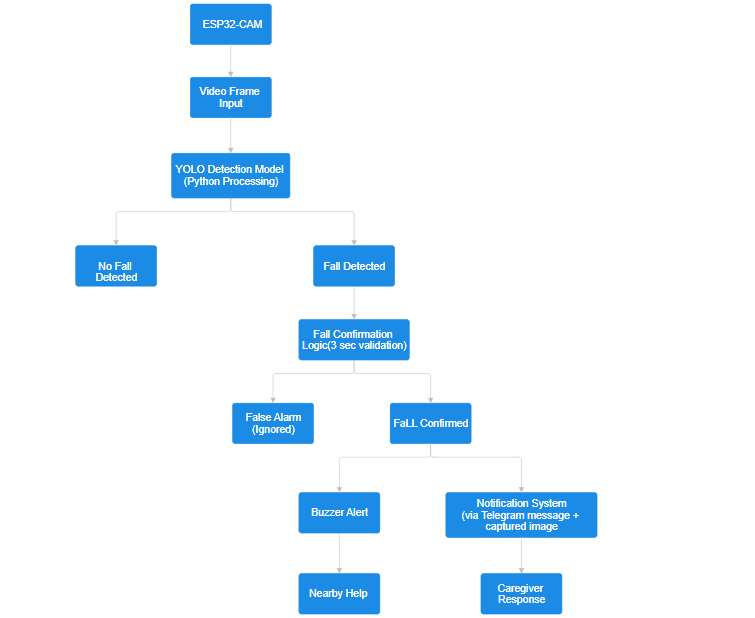 ESP32-CAM
Video Frame
Input
YOLO Detection Model
(Python Processing)
No Fall
Detected
Fall Detected
Fall Confirmation
Logic(3 sec validation)
False Alarm
(Ignored)
FaLL Confirmed
Buzzer Alert
Notification System
(via Telegram message +
captured image
Nearby Help
Caregiver
Response